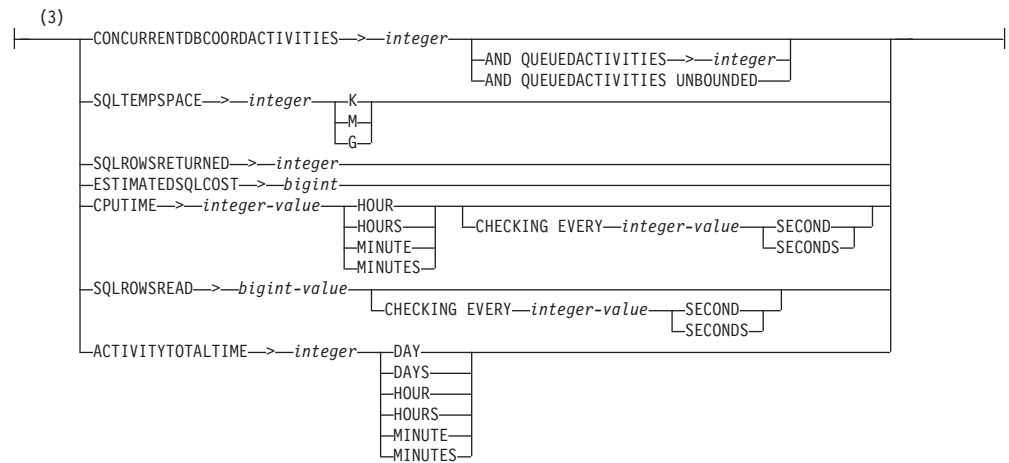 (3)
CONCURRENTDBCOORDACTIVITIES > integer
AND QUEUEDACTIVITIES > integer
AND QUEUEDACTIVITIES UNBOUNDED
SQLTEMPSPACE > integer K
M
G
SQLROWSRETURNED > integer
ESTIMATEDSQLCOST > bigint
CPUTIME > integer-value HOUR
HOURS CHECKING EVERY integer-value SECOND
MINUTE SECONDS
MINUTES
SQLROWSREAD > bigint-value
CHECKING EVERY integer-value SECOND
SECONDS
ACTIVITYTOTALTIME > integer DAY
DAYS
HOUR
HOURS
MINUTE
MINUTES